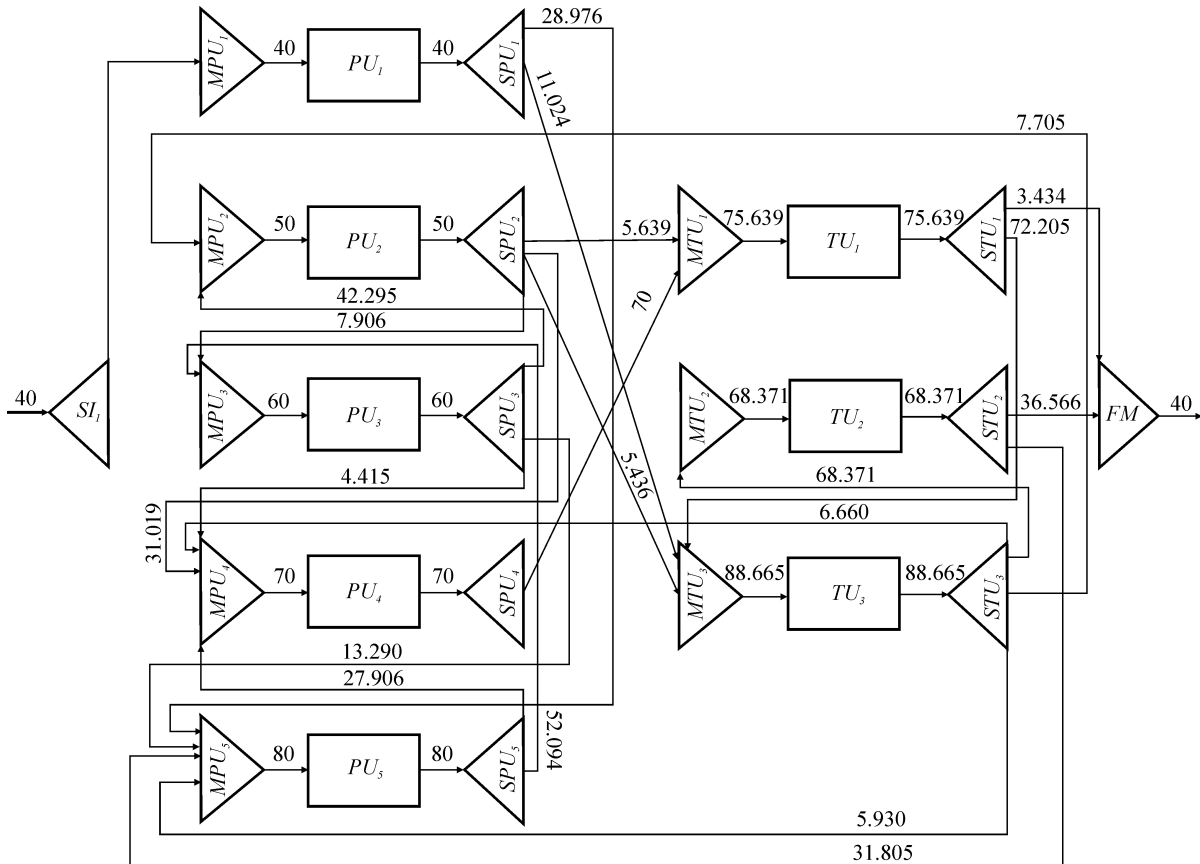 28.976
MPU₁
40
PU₁
40
SPU₁
11.024
7.705
MPU₂
50
PU₂
50
SPU₂
5.639
MTU₁
75.639
TU₁
75.639
STU₁
3.434
72.205
42.295
7.906
70
40
SI₁
MPU₃
60
PU₃
60
SPU₃
MTU₂
68.371
TU₂
68.371
STU₂
36.566
FM
40
4.415
5.436
68.371
31.019
6.660
MPU₄
70
PU₄
70
SPU₄
MTU₃
88.665
TU₃
88.665
STU₃
13.290
27.906
52.094
MPU₅
80
PU₅
80
SPU₅
5.930
31.805